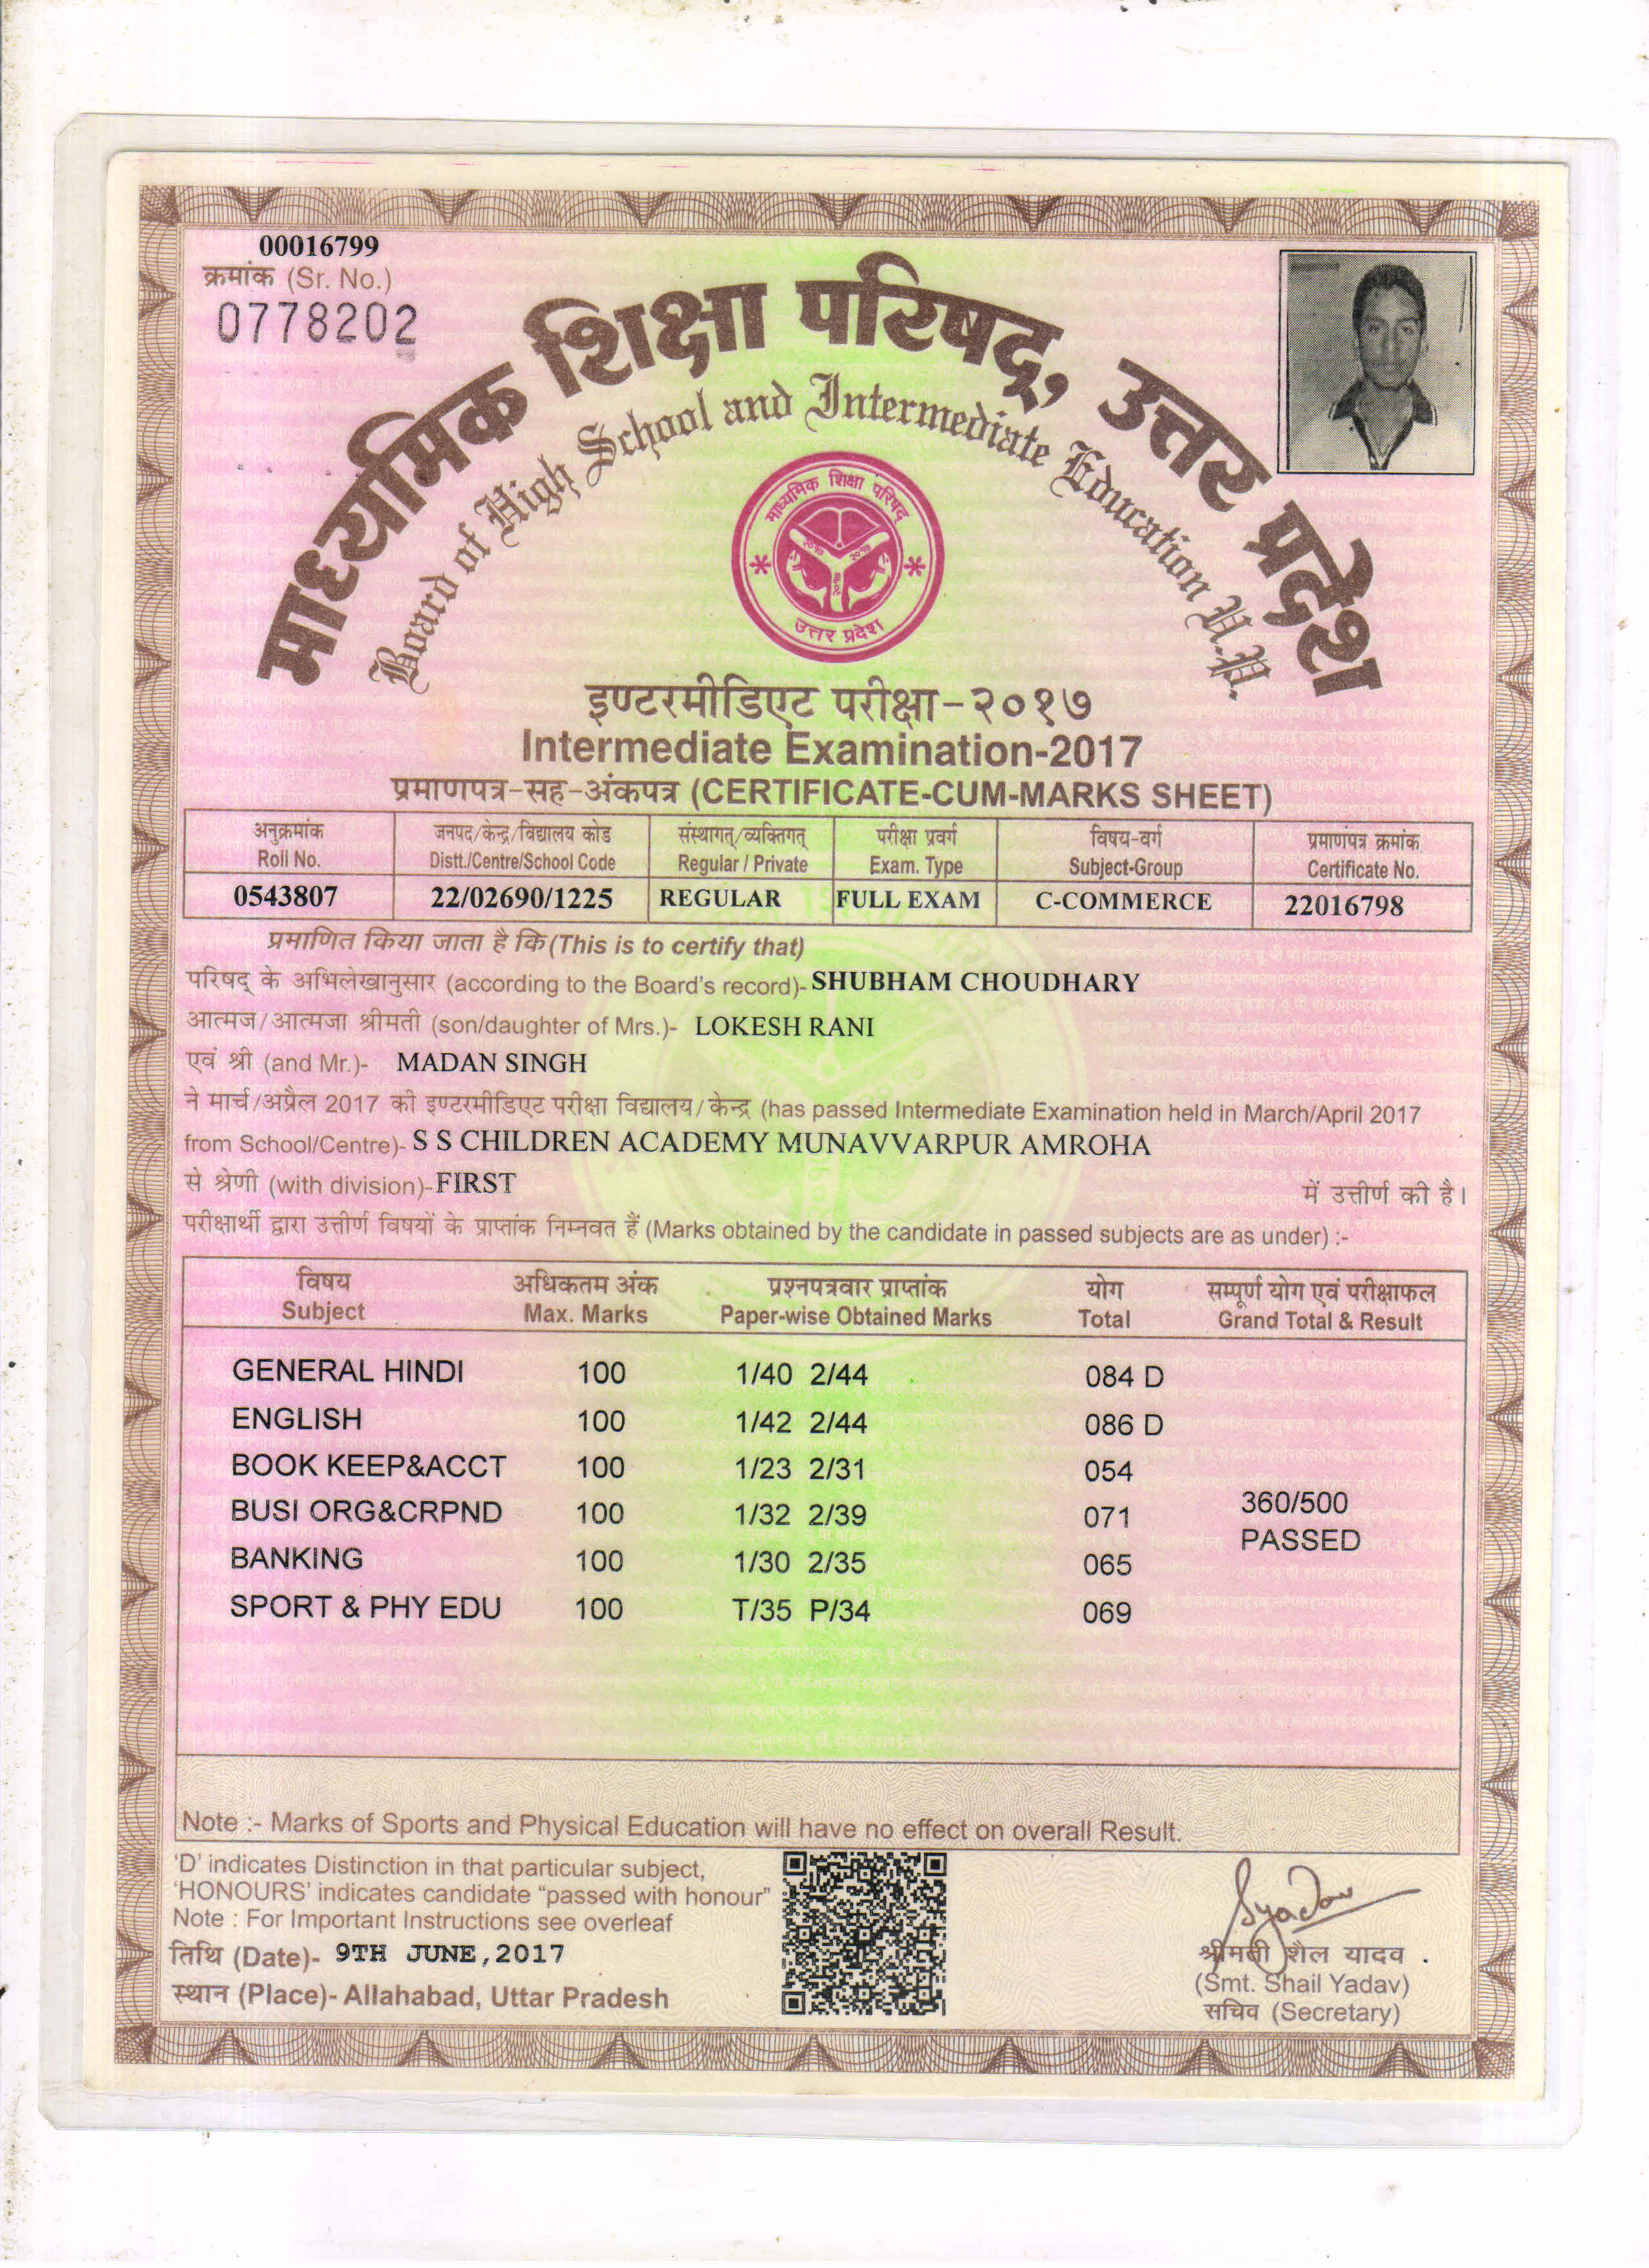 00016799
क्रमांक (Sr. No.)
0778202
माध्यमिक शिक्षा परिषद्, उत्तर प्रदेश
Board of High School and Intermediate Education U.P.
माध्यमिक शिक्षा परिषद
उत्तर प्रदेश
इण्टरमीडिएट परीक्षा-२०१७
Intermediate Examination-2017
प्रमाणपत्र-सह-अंकपत्र (CERTIFICATE-CUM-MARKS SHEET)
अनुक्रमांक जनपद/केन्द्र/विद्यालय कोड संस्थागत्/व्यक्तिगत् परीक्षा प्रवर्ग विषय-वर्ग प्रमाणपत्र क्रमांक
Roll No. Distt./Centre/School Code Regular / Private Exam. Type Subject-Group Certificate No.
0543807 22/02690/1225 REGULAR FULL EXAM C-COMMERCE 22016798
प्रमाणित किया जाता है कि (This is to certify that)
परिषद् के अभिलेखानुसार (according to the Board's record)- SHUBHAM CHOUDHARY
आत्मज/आत्मजा श्रीमती (son/daughter of Mrs.)- LOKESH RANI
एवं श्री (and Mr.)- MADAN SINGH
ने मार्च/अप्रैल 2017 की इण्टरमीडिएट परीक्षा विद्यालय/केन्द्र (has passed Intermediate Examination held in March/April 2017
from School/Centre)- S S CHILDREN ACADEMY MUNAVVARPUR AMROHA
से श्रेणी (with division)- FIRST में उत्तीर्ण की है।
परीक्षार्थी द्वारा उत्तीर्ण विषयों के प्राप्तांक निम्नवत हैं (Marks obtained by the candidate in passed subjects are as under) :-
विषय अधिकतम अंक प्रश्नपत्रवार प्राप्तांक योग सम्पूर्ण योग एवं परीक्षाफल
Subject Max. Marks Paper-wise Obtained Marks Total Grand Total & Result
GENERAL HINDI 100 1/40 2/44 084 D
ENGLISH 100 1/42 2/44 086 D
BOOK KEEP&ACCT 100 1/23 2/31 054
BUSI ORG&CRPND 100 1/32 2/39 071 360/500
BANKING 100 1/30 2/35 065 PASSED
SPORT & PHY EDU 100 T/35 P/34 069
Note :- Marks of Sports and Physical Education will have no effect on overall Result.
'D' indicates Distinction in that particular subject,
'HONOURS' indicates candidate "passed with honour"
Note : For Important Instructions see overleaf
तिथि (Date)- 9TH JUNE,2017
स्थान (Place)- Allahabad, Uttar Pradesh
Syadav
श्रीमती शैल यादव
(Smt. Shail Yadav)
सचिव (Secretary)